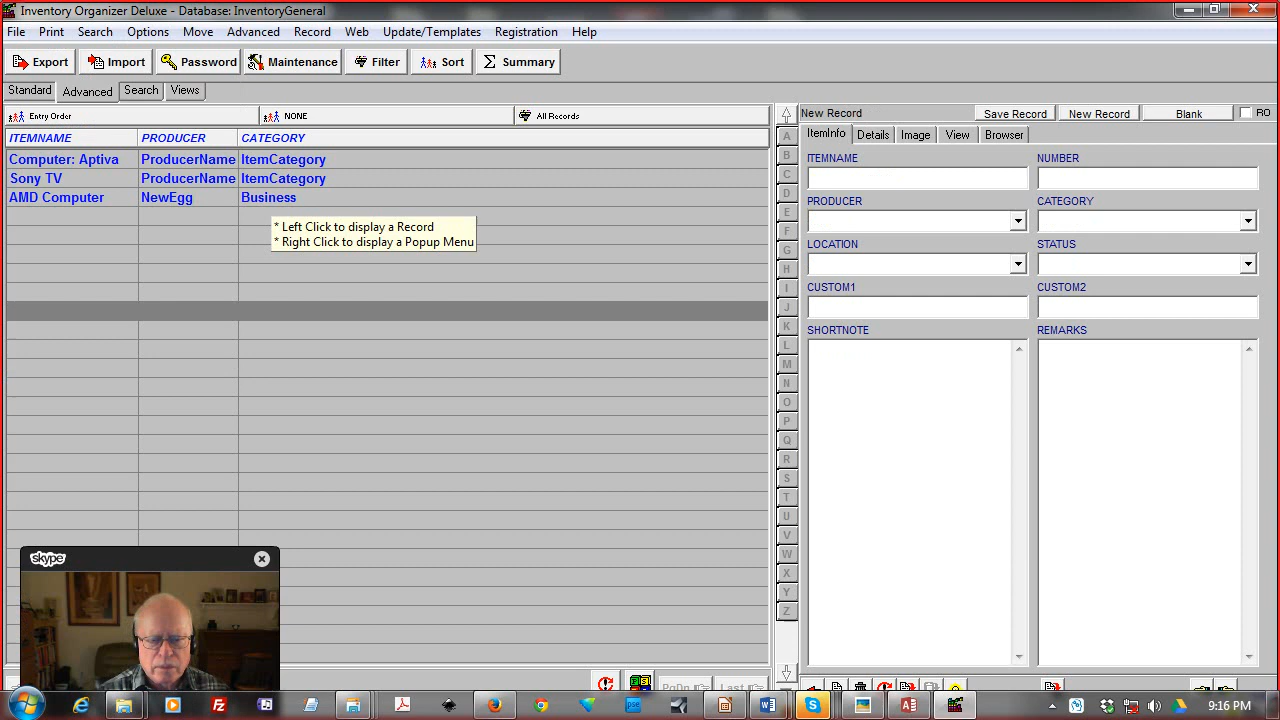 Inventory Organizer Deluxe - Database: InventoryGeneral
File Print Search Options Move Advanced Record Web Update/Templates Registration Help
Export Import Password Maintenance Filter Sort Summary
Standard Advanced Search Views
Entry Order NONE All Records
ITEMNAME PRODUCER CATEGORY
Computer: Aptiva ProducerName ItemCategory
Sony TV ProducerName ItemCategory
AMD Computer NewEgg Business
* Left Click to display a Record
* Right Click to display a Popup Menu
A
B
C
D
E
F
G
H
I
J
K
L
M
N
O
P
Q
R
S
T
U
V
W
X
Y
Z
New Record Save Record New Record Blank RO
ItemInfo Details Image View Browser
ITEMNAME NUMBER
PRODUCER CATEGORY
LOCATION STATUS
CUSTOM1 CUSTOM2
SHORTNOTE REMARKS
skype
PgDn Last
9:16 PM